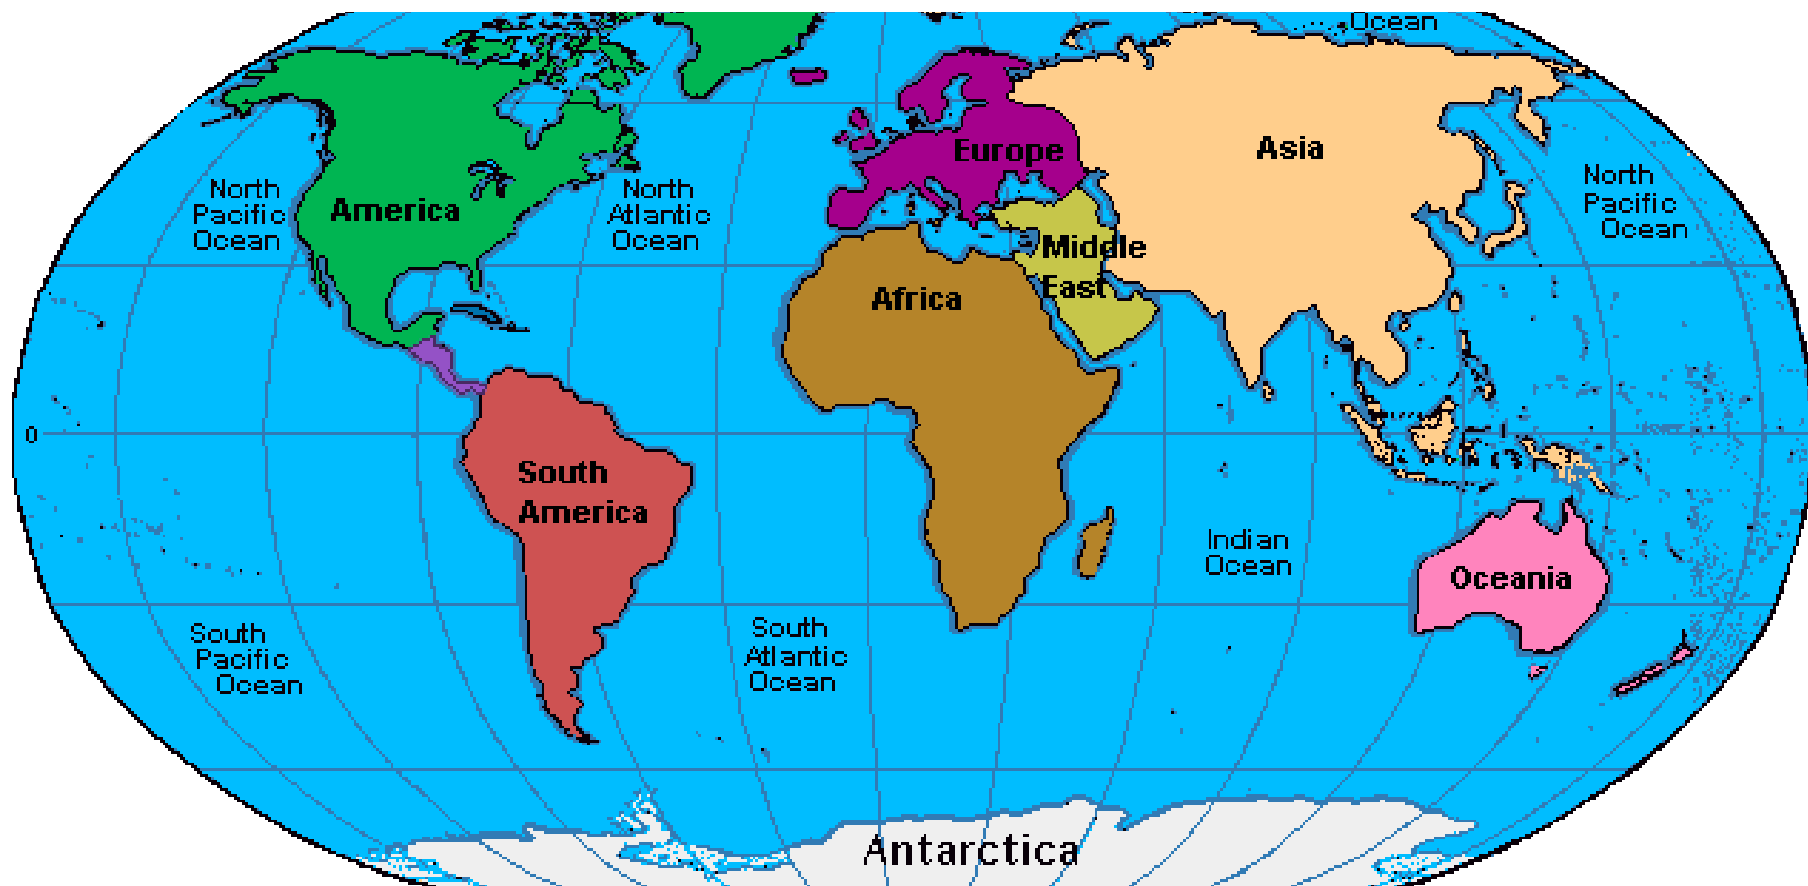 Ocean
Europe
Asia
North
Pacific
Ocean
America
North
Atlantic
Ocean
North
Pacific
Ocean
Middle
East
Africa
0
South
America
Indian
Ocean
Oceania
South
Pacific
Ocean
South
Atlantic
Ocean
Antarctica